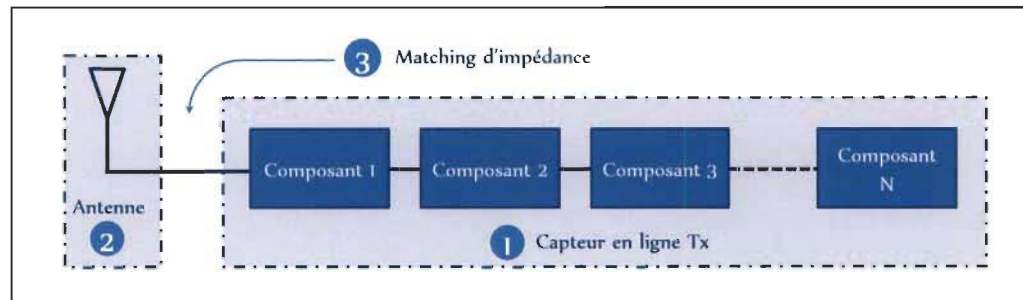 3 Matching d'impédance
Composant 1
Composant 2
Composant 3
Composant
N
Antenne
2
1 Capteur en ligne Tx